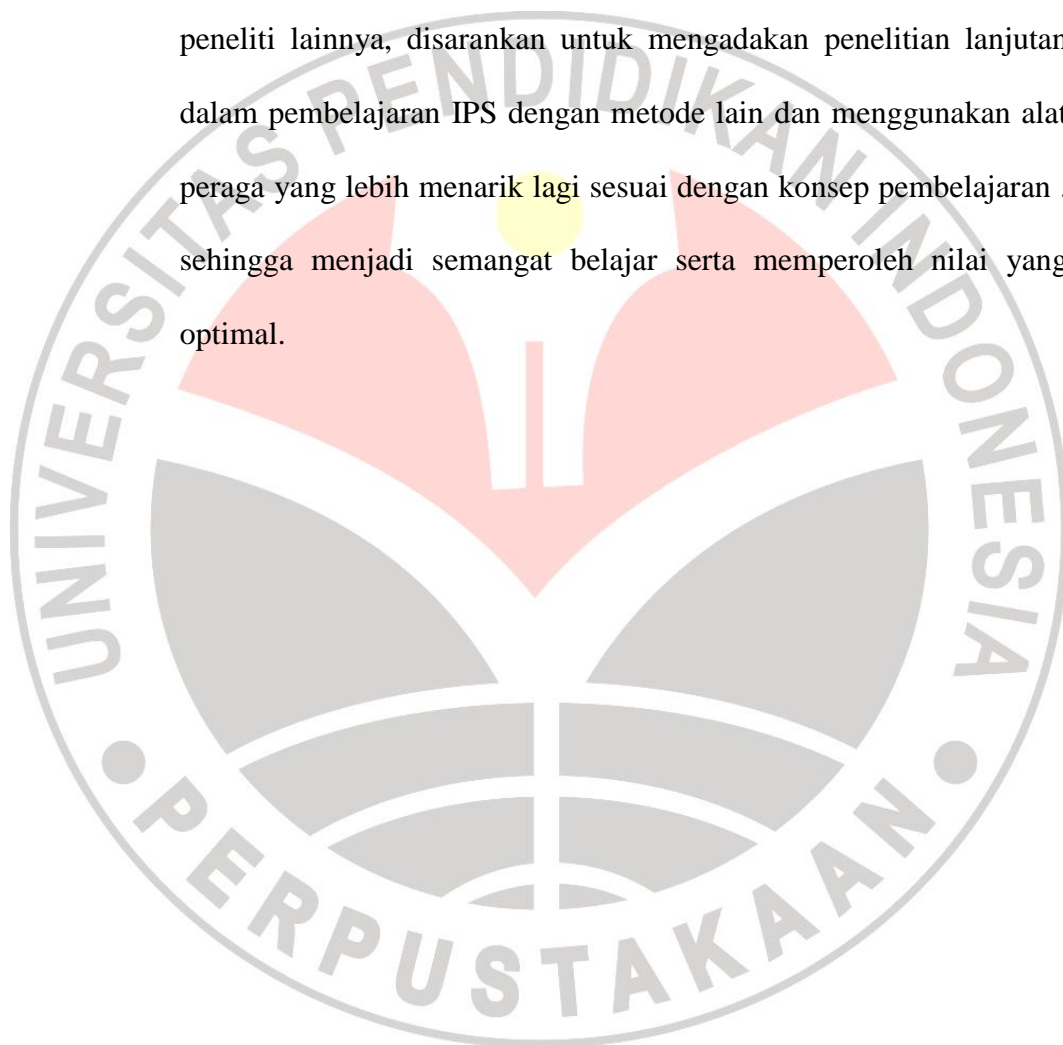 peneliti lainnya, disarankan untuk mengadakan penelitian lanjutan
dalam pembelajaran IPS dengan metode lain dan menggunakan alat
peraga yang lebih menarik lagi sesuai dengan konsep pembelajaran .
sehingga menjadi semangat belajar serta memperoleh nilai yang
optimal.
UNIVERSITAS PENDIDIKAN INDONESIA
PERPUSTAKAAN